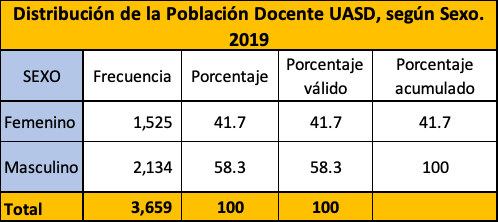 Distribución de la Población Docente UASD, según Sexo.
2019
SEXO Frecuencia Porcentaje Porcentaje válido Porcentaje acumulado
Femenino 1,525 41.7 41.7 41.7
Masculino 2,134 58.3 58.3 100
Total 3,659 100 100